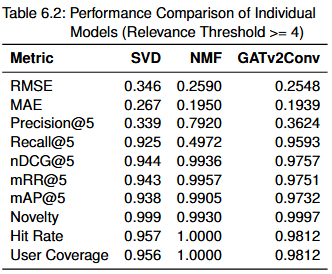 Table 6.2: Performance Comparison of Individual
Models (Relevance Threshold >= 4)
Metric SVD NMF GATv2Conv
RMSE 0.346 0.2590 0.2548
MAE 0.267 0.1950 0.1939
Precision@5 0.339 0.7920 0.3624
Recall@5 0.925 0.4972 0.9593
nDCG@5 0.944 0.9936 0.9757
mRR@5 0.943 0.9957 0.9751
mAP@5 0.938 0.9905 0.9732
Novelty 0.999 0.9930 0.9997
Hit Rate 0.957 1.0000 0.9812
User Coverage 0.956 1.0000 0.9812